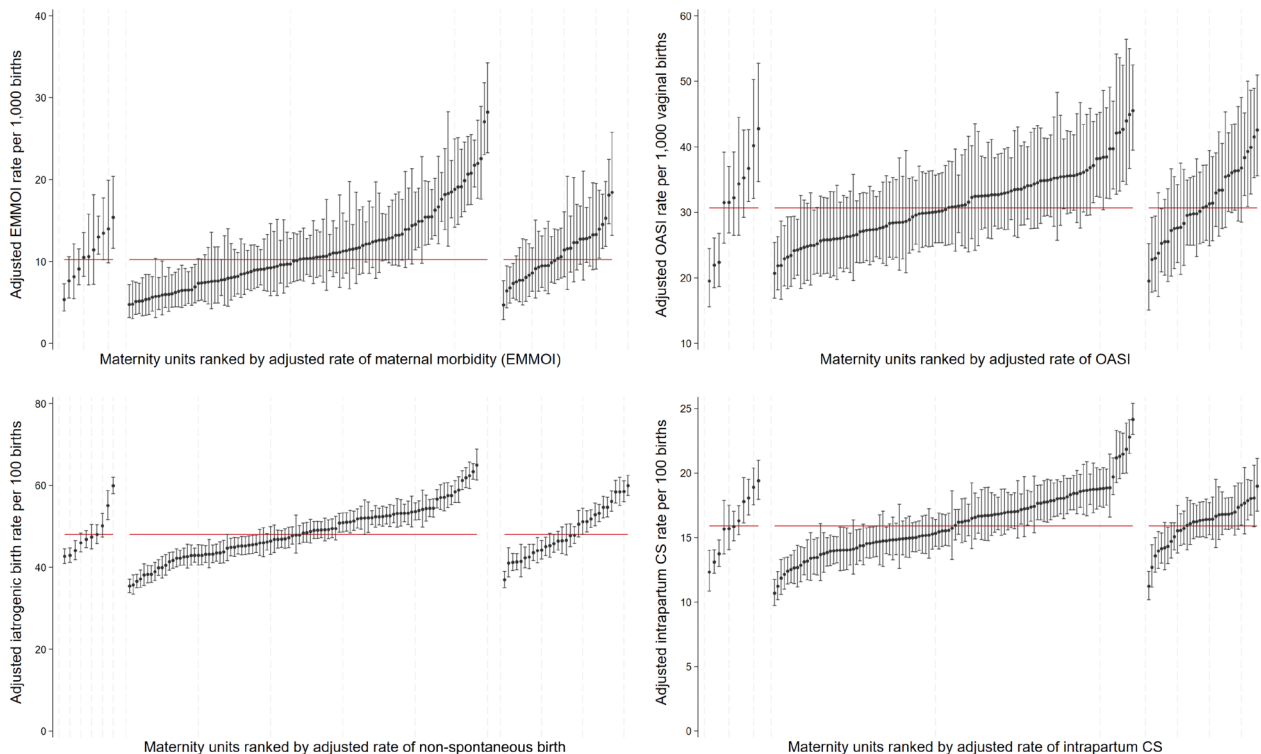 Adjusted EMMOI rate per 1,000 births
40
30
20
10
0
Maternity units ranked by adjusted rate of maternal morbidity (EMMOI)
Adjusted OASI rate per 1,000 vaginal births
60
50
40
30
20
10
Maternity units ranked by adjusted rate of OASI
Adjusted iatrogenic birth rate per 100 births
80
60
40
20
0
Maternity units ranked by adjusted rate of non-spontaneous birth
Adjusted intrapartum CS rate per 100 births
25
20
15
10
5
0
Maternity units ranked by adjusted rate of intrapartum CS